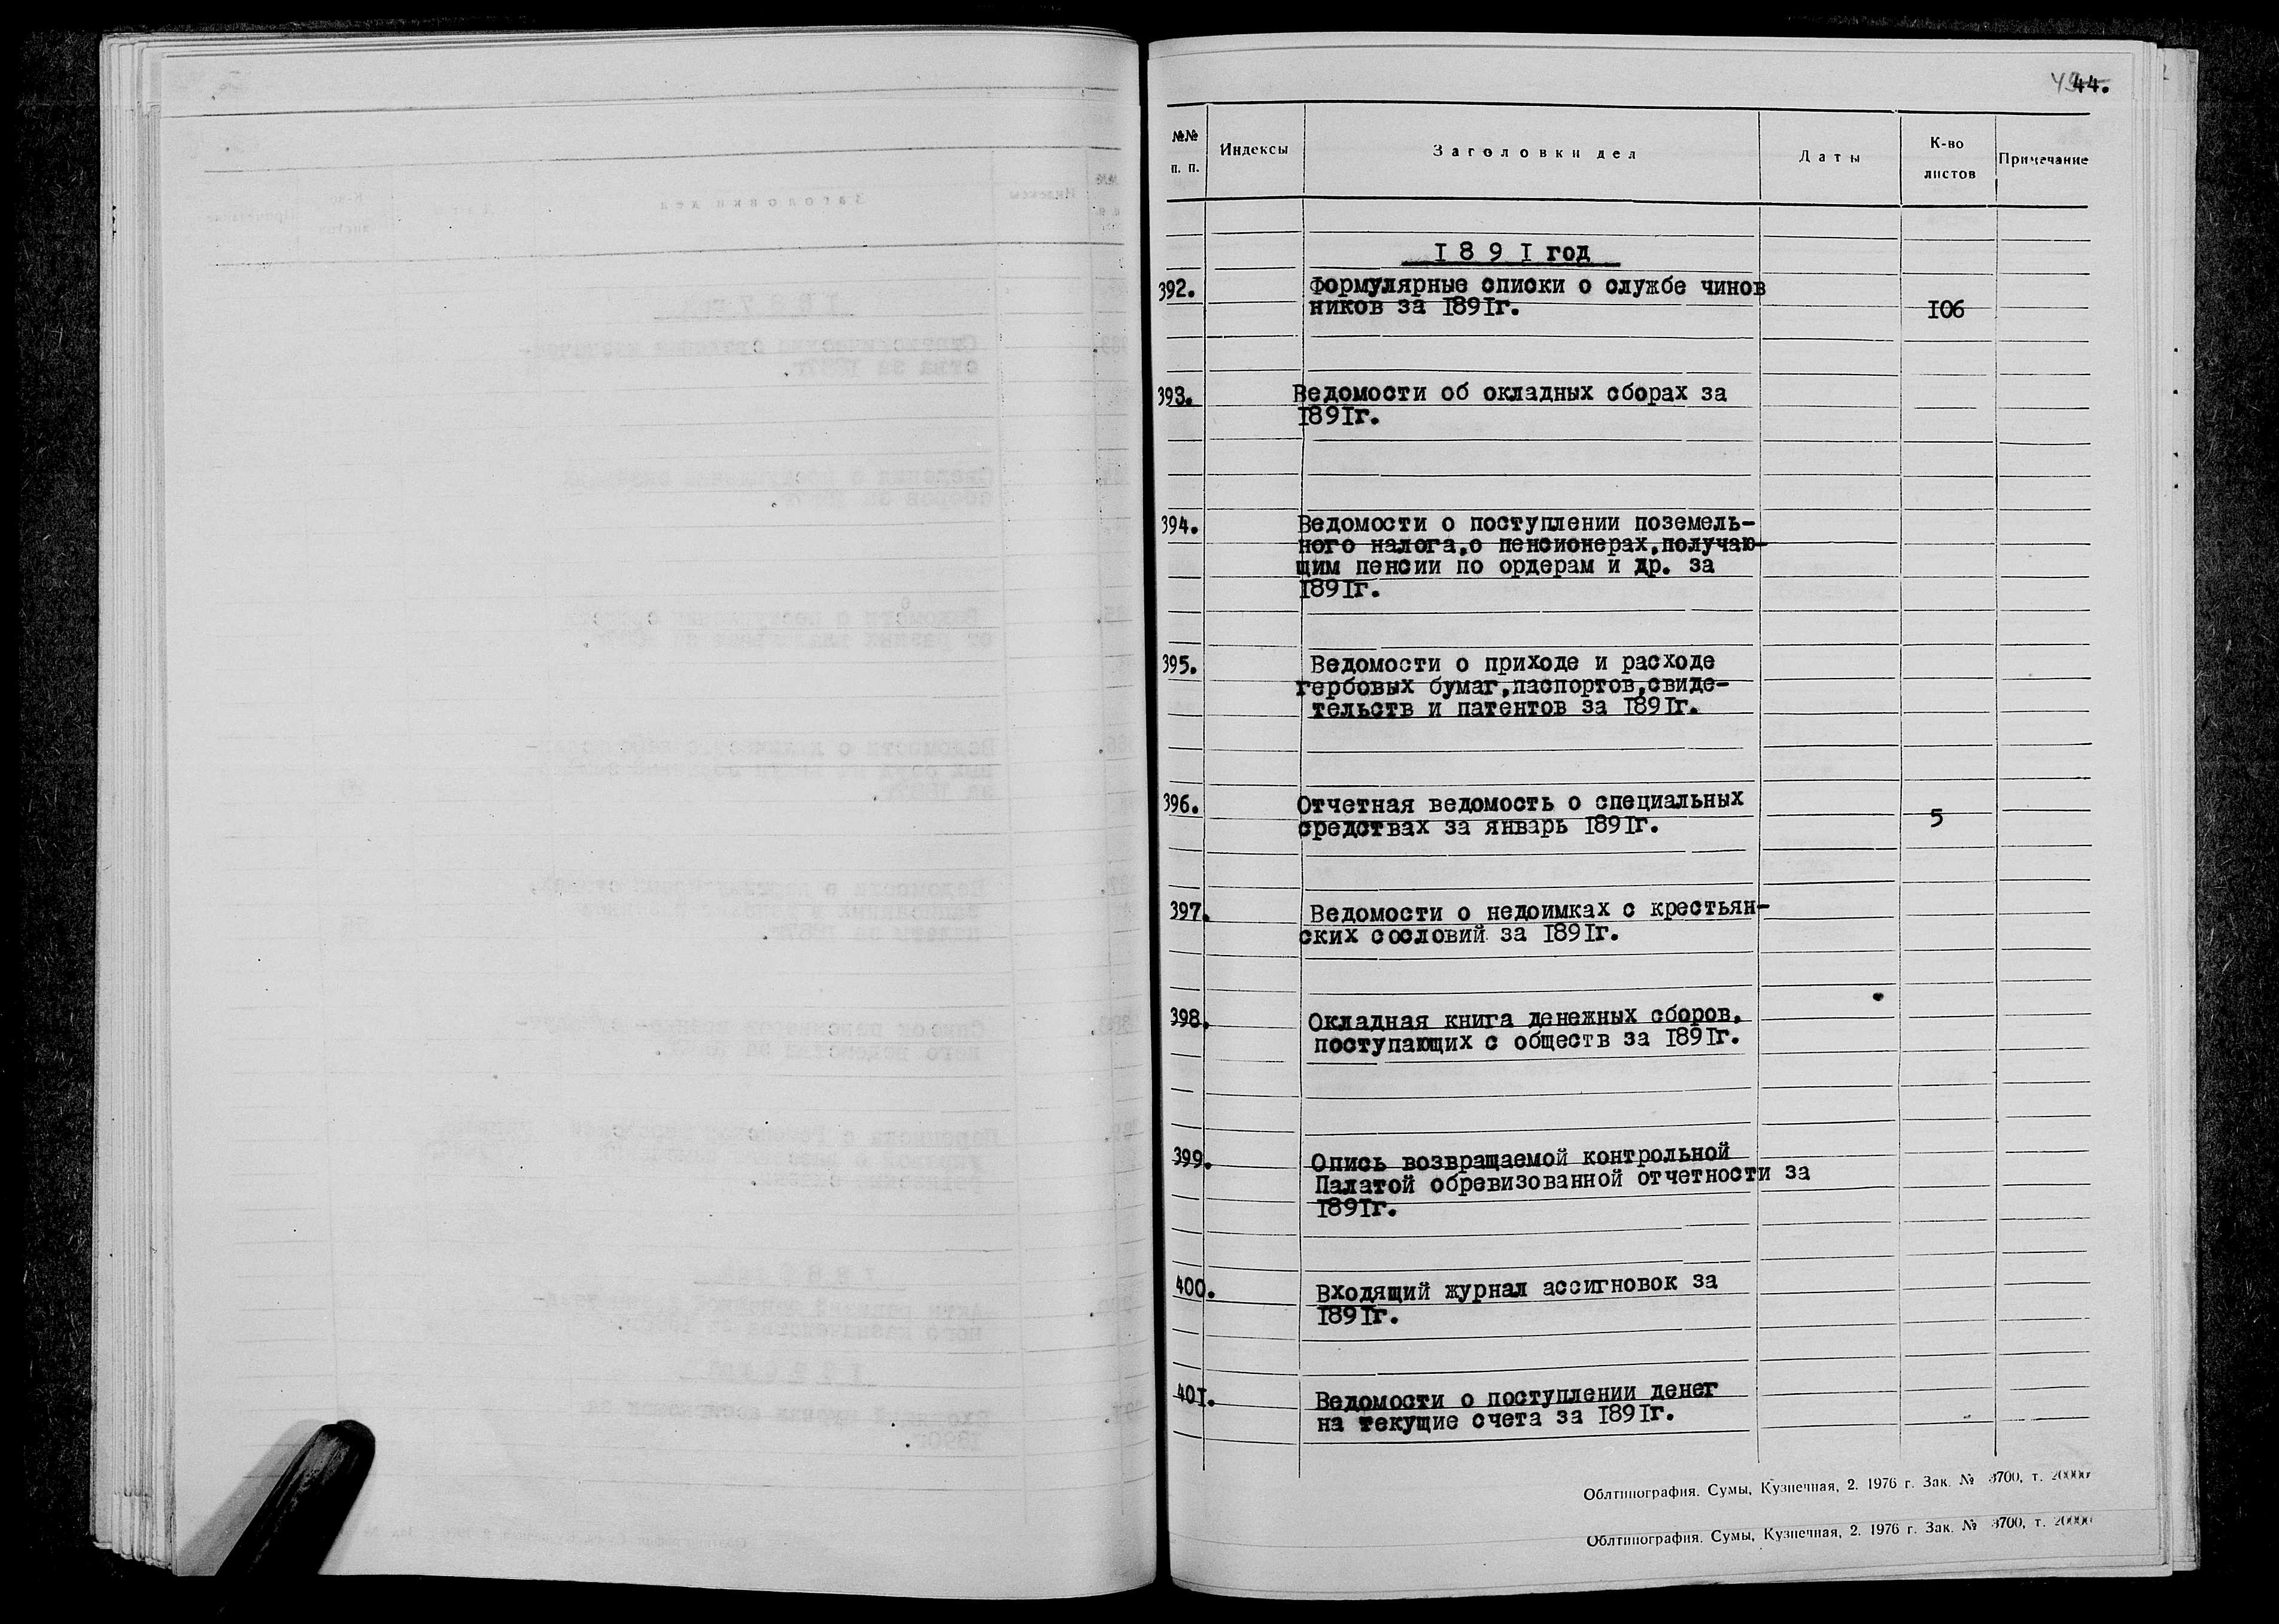 44.
№№ п. п. Индексы Заголовки дел Даты К-во листов Примечание
1 8 9 1 год
392. Формулярные списки о службе чинов
ников за 1891г. 106
393. Ведомости об окладных сборах за
1891г.
394. Ведомости о поступлении поземель-
ного налога,о пенсионерах,получаю-
щим пенсии по ордерам и др. за
1891г.
395. Ведомости о приходе и расходе
гербовых бумаг,паспортов,свиде-
тельств и патентов за 1891г.
396. Отчетная ведомость о специальных
средствах за январь 1891г. 5
397. Ведомости о недоимках с крестьян-
ских сословий за 1891г.
398. Окладная книга денежных сборов,
поступающих с обществ за 1891г.
399. Опись возвращаемой контрольной
Палатой обревизованной отчетности за
1891г.
400. Входящий журнал ассигновок за
1891г.
401. Ведомости о поступлении денег
на текущие счета за 1891г.
Облтипография. Сумы, Кузнечная, 2. 1976 г. Зак. № 3700, т. 20000
Облтипография. Сумы, Кузнечная, 2. 1976 г. Зак. № 3700, т. 20000